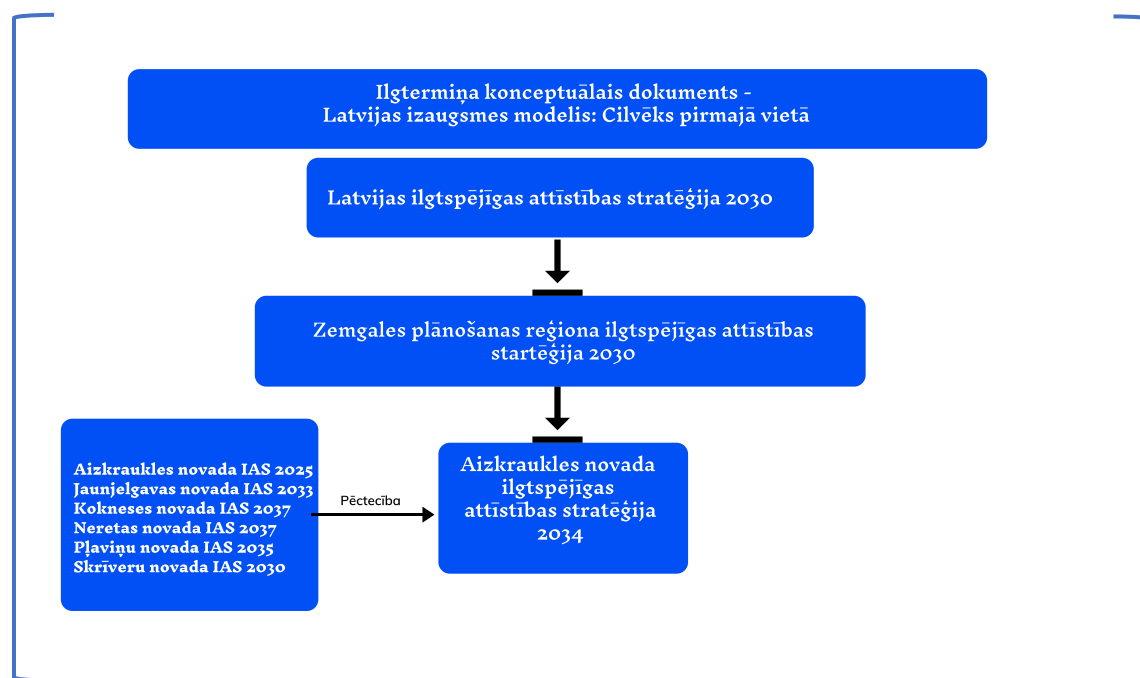 Ilgtermiņa konceptuālais dokuments -
Latvijas izaugsmes modelis: Cilvēks pirmajā vietā
Latvijas ilgtspējīgas attīstības stratēģija 2030
Zemgales plānošanas reģiona ilgtspējīgas attīstības
startēģija 2030
Aizkraukles novada IAS 2025
Jaunjelgavas novada IAS 2033
Kokneses novada IAS 2037
Neretas novada IAS 2037
Pļaviņu novada IAS 2035
Skrīveru novada IAS 2030
Pēctecība
Aizkraukles novada
ilgtspējīgas
attīstības stratēģija
2034